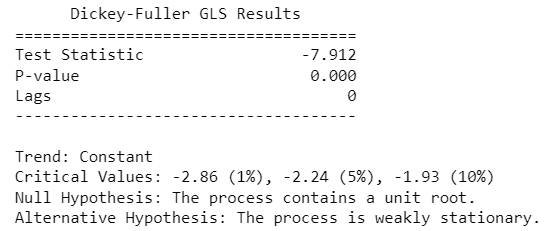 Dickey-Fuller GLS Results
=====================================
Test Statistic -7.912
P-value 0.000
Lags 0
-------------------------------------
Trend: Constant
Critical Values: -2.86 (1%), -2.24 (5%), -1.93 (10%)
Null Hypothesis: The process contains a unit root.
Alternative Hypothesis: The process is weakly stationary.